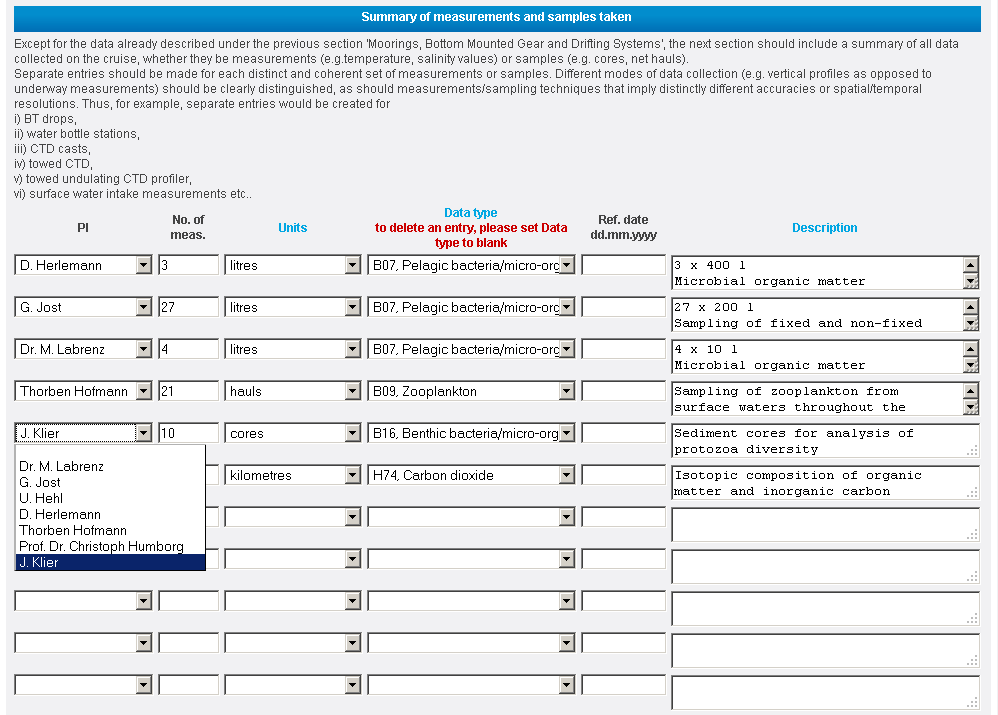 Summary of measurements and samples taken
Except for the data already described under the previous section 'Moorings, Bottom Mounted Gear and Drifting Systems', the next section should include a summary of all data
collected on the cruise, whether they be measurements (e.g.temperature, salinity values) or samples (e.g. cores, net hauls).
Separate entries should be made for each distinct and coherent set of measurements or samples. Different modes of data collection (e.g. vertical profiles as opposed to
underway measurements) should be clearly distinguished, as should measurements/sampling techniques that imply distinctly different accuracies or spatial/temporal
resolutions. Thus, for example, separate entries would be created for
i) BT drops,
ii) water bottle stations,
iii) CTD casts,
iv) towed CTD,
v) towed undulating CTD profiler,
vi) surface water intake measurements etc..
PI
No. of
meas.
Units
Data type
to delete an entry, please set Data
type to blank
Ref. date
dd.mm.yyyy
Description
D. Herlemann 3 litres B07, Pelagic bacteria/micro-org 3 x 400 l
Microbial organic matter
G. Jost 27 litres B07, Pelagic bacteria/micro-org 27 x 200 l
Sampling of fixed and non-fixed
Dr. M. Labrenz 4 litres B07, Pelagic bacteria/micro-org 4 x 10 l
Microbial organic matter
Thorben Hofmann 21 hauls B09, Zooplankton Sampling of zooplankton from
surface waters throughout the
J. Klier 10 cores B16, Benthic bacteria/micro-org Sediment cores for analysis of
protozoa diversity
kilometres H74, Carbon dioxide Isotopic composition of organic
matter and inorganic carbon
Dr. M. Labrenz
G. Jost
U. Hehl
D. Herlemann
Thorben Hofmann
Prof. Dr. Christoph Humborg
J. Klier